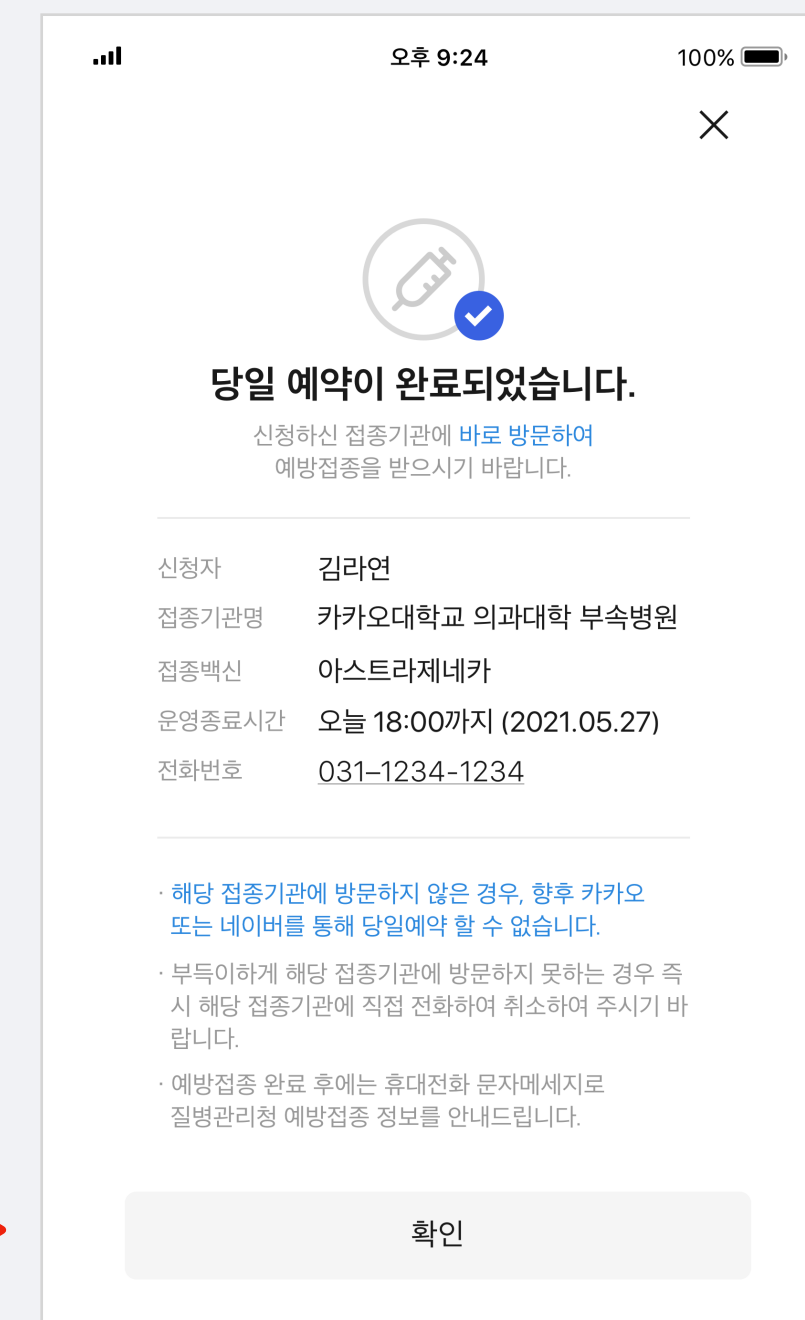 오후 9:24
100%
당일 예약이 완료되었습니다.
신청하신 접종기관에 바로 방문하여
예방접종을 받으시기 바랍니다.
신청자 김라연
접종기관명 카카오대학교 의과대학 부속병원
접종백신 아스트라제네카
운영종료시간 오늘 18:00까지 (2021.05.27)
전화번호 031–1234-1234
· 해당 접종기관에 방문하지 않은 경우, 향후 카카오
또는 네이버를 통해 당일예약 할 수 없습니다.
· 부득이하게 해당 접종기관에 방문하지 못하는 경우 즉
시 해당 접종기관에 직접 전화하여 취소하여 주시기 바
랍니다.
· 예방접종 완료 후에는 휴대전화 문자메세지로
질병관리청 예방접종 정보를 안내드립니다.
확인